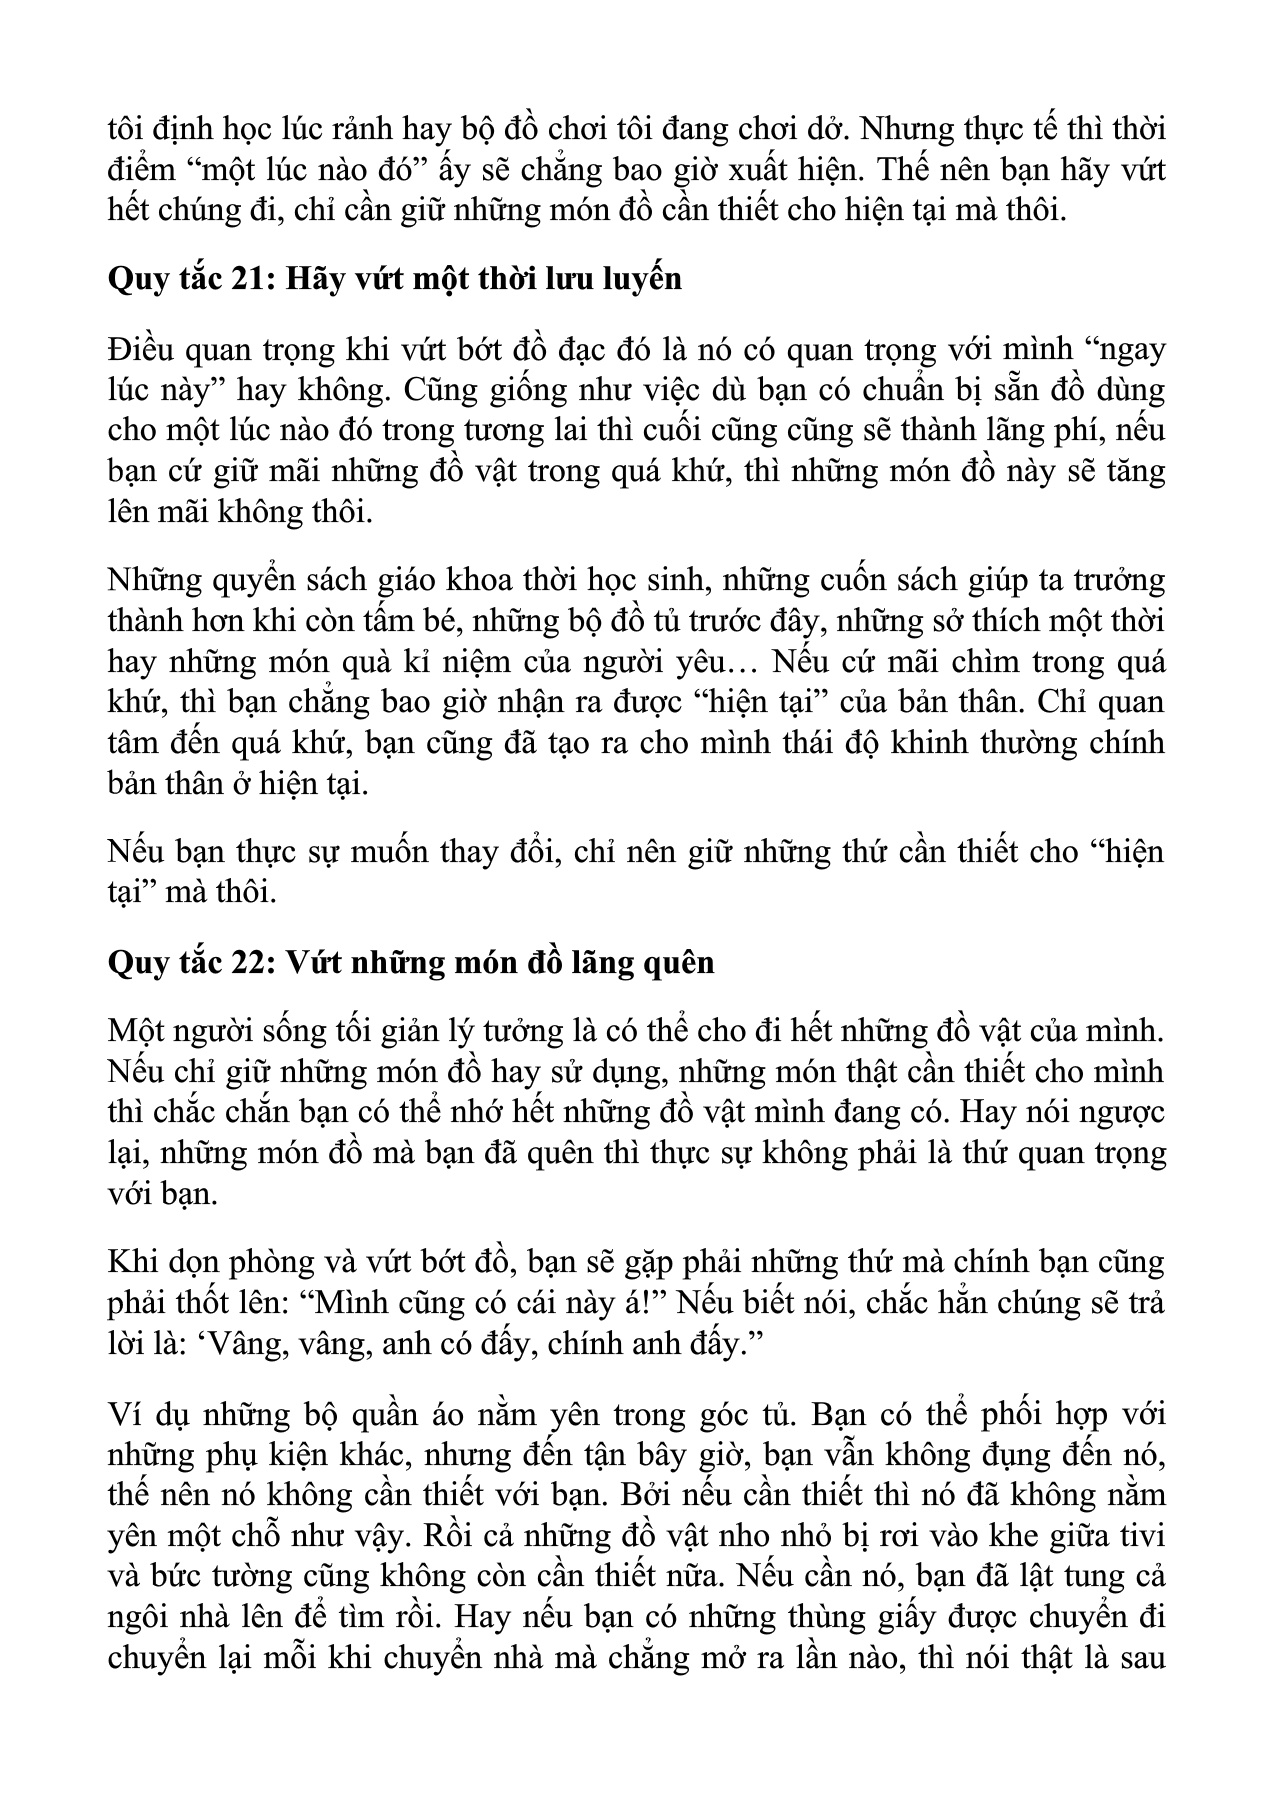 tôi định học lúc rảnh hay bộ đồ chơi tôi đang chơi dở. Nhưng thực tế thì thời
điểm “một lúc nào đó” ấy sẽ chẳng bao giờ xuất hiện. Thế nên bạn hãy vứt
hết chúng đi, chỉ cần giữ những món đồ cần thiết cho hiện tại mà thôi.
Quy tắc 21: Hãy vứt một thời lưu luyến
Điều quan trọng khi vứt bớt đồ đạc đó là nó có quan trọng với mình “ngay
lúc này” hay không. Cũng giống như việc dù bạn có chuẩn bị sẵn đồ dùng
cho một lúc nào đó trong tương lai thì cuối cũng cũng sẽ thành lãng phí, nếu
bạn cứ giữ mãi những đồ vật trong quá khứ, thì những món đồ này sẽ tăng
lên mãi không thôi.
Những quyển sách giáo khoa thời học sinh, những cuốn sách giúp ta trưởng
thành hơn khi còn tấm bé, những bộ đồ tủ trước đây, những sở thích một thời
hay những món quà kỉ niệm của người yêu… Nếu cứ mãi chìm trong quá
khứ, thì bạn chẳng bao giờ nhận ra được “hiện tại” của bản thân. Chỉ quan
tâm đến quá khứ, bạn cũng đã tạo ra cho mình thái độ khinh thường chính
bản thân ở hiện tại.
Nếu bạn thực sự muốn thay đổi, chỉ nên giữ những thứ cần thiết cho “hiện
tại” mà thôi.
Quy tắc 22: Vứt những món đồ lãng quên
Một người sống tối giản lý tưởng là có thể cho đi hết những đồ vật của mình.
Nếu chỉ giữ những món đồ hay sử dụng, những món thật cần thiết cho mình
thì chắc chắn bạn có thể nhớ hết những đồ vật mình đang có. Hay nói ngược
lại, những món đồ mà bạn đã quên thì thực sự không phải là thứ quan trọng
với bạn.
Khi dọn phòng và vứt bớt đồ, bạn sẽ gặp phải những thứ mà chính bạn cũng
phải thốt lên: “Mình cũng có cái này á!” Nếu biết nói, chắc hẳn chúng sẽ trả
lời là: ‘Vâng, vâng, anh có đấy, chính anh đấy.”
Ví dụ những bộ quần áo nằm yên trong góc tủ. Bạn có thể phối hợp với
những phụ kiện khác, nhưng đến tận bây giờ, bạn vẫn không đụng đến nó,
thế nên nó không cần thiết với bạn. Bởi nếu cần thiết thì nó đã không nằm
yên một chỗ như vậy. Rồi cả những đồ vật nho nhỏ bị rơi vào khe giữa tivi
và bức tường cũng không còn cần thiết nữa. Nếu cần nó, bạn đã lật tung cả
ngôi nhà lên để tìm rồi. Hay nếu bạn có những thùng giấy được chuyển đi
chuyển lại mỗi khi chuyển nhà mà chẳng mở ra lần nào, thì nói thật là sau